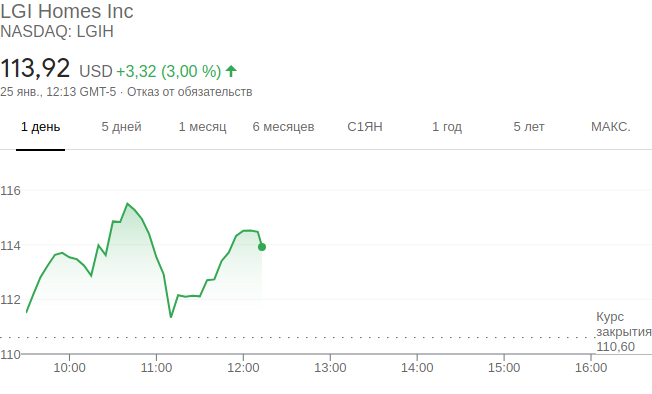 LGI Homes Inc
NASDAQ: LGIH
113,92 USD +3,32 (3,00 %)
25 янв., 12:13 GMT-5 · Отказ от обязательств
1 день 5 дней 1 месяц 6 месяцев С1ЯН 1 год 5 лет МАКС.
116
114
112
Курс
закрытия
110,60
110
10:00 11:00 12:00 13:00 14:00 15:00 16:00